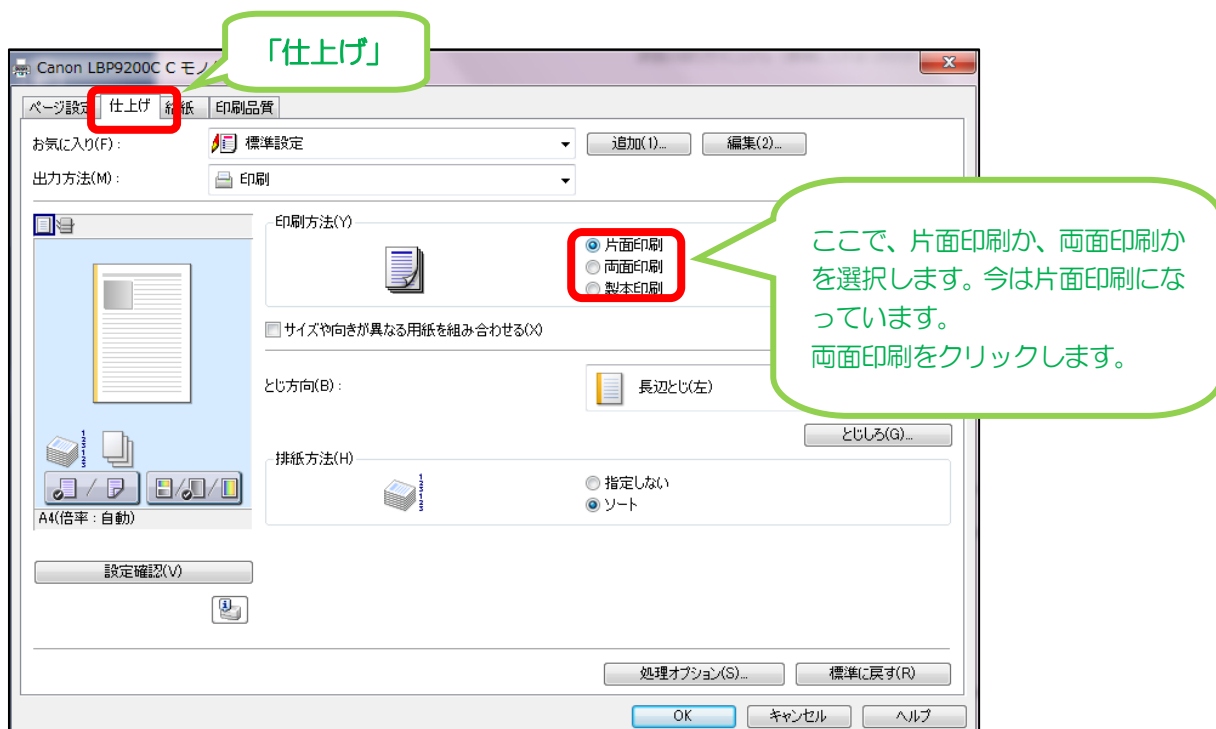 「仕上げ」
Canon LBP9200C C モノ
ページ設定 仕上げ 給紙 印刷品質
お気に入り(F): 標準設定 追加(1)... 編集(2)...
出力方法(M): 印刷
印刷方法(Y)
片面印刷
両面印刷
製本印刷
ここで、片面印刷か、両面印刷か
を選択します。今は片面印刷にな
っています。
両面印刷をクリックします。
サイズや向きが異なる用紙を組み合わせる(X)
とじ方向(B): 長辺とじ(左)
とじしろ(G)...
排紙方法(H)
指定しない
ソート
A4(倍率:自動)
設定確認(V)
処理オプション(S)... 標準に戻す(R)
OK キャンセル ヘルプ